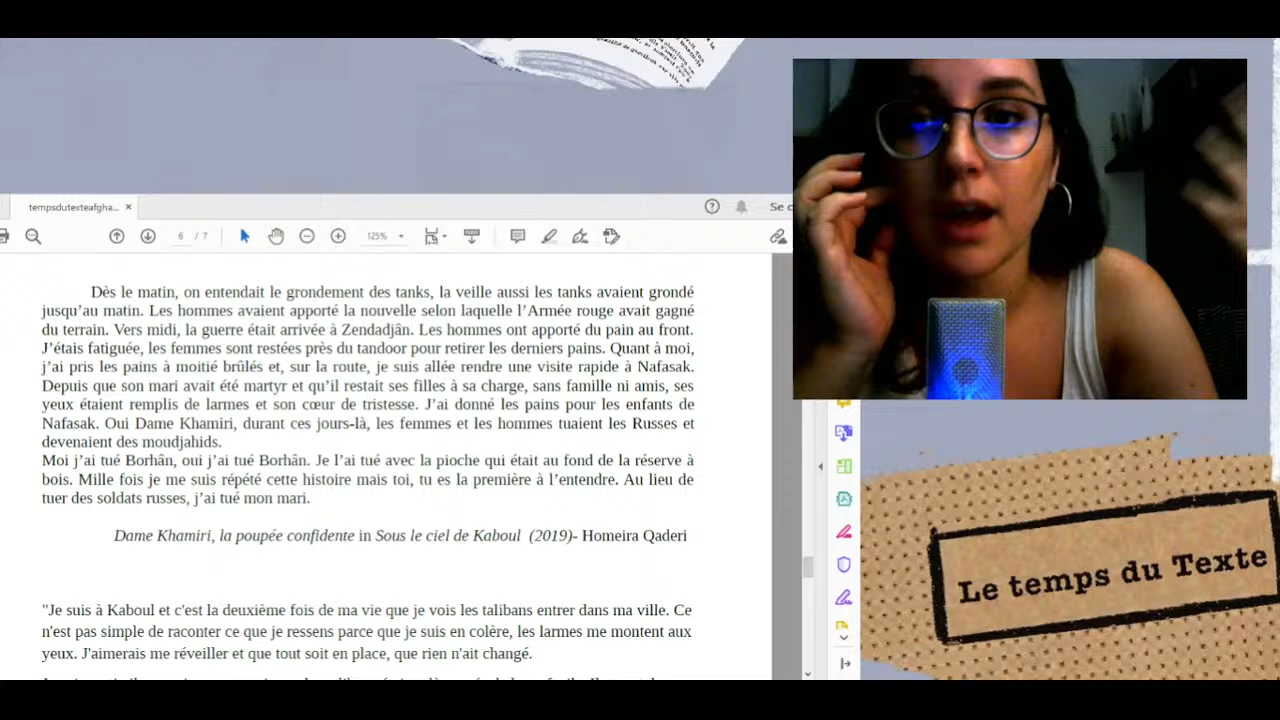 tempsdutexteafgha...
Se c
6 / 7
125%
Dès le matin, on entendait le grondement des tanks, la veille aussi les tanks avaient grondé
jusqu’au matin. Les hommes avaient apporté la nouvelle selon laquelle l’Armée rouge avait gagné
du terrain. Vers midi, la guerre était arrivée à Zendadjân. Les hommes ont apporté du pain au front.
J’étais fatiguée, les femmes sont restées près du tandoor pour retirer les derniers pains. Quant à moi,
j’ai pris les pains à moitié brûlés et, sur la route, je suis allée rendre une visite rapide à Nafasak.
Depuis que son mari avait été martyr et qu’il restait ses filles à sa charge, sans famille ni amis, ses
yeux étaient remplis de larmes et son cœur de tristesse. J’ai donné les pains pour les enfants de
Nafasak. Oui Dame Khamiri, durant ces jours-là, les femmes et les hommes tuaient les Russes et
devenaient des moudjahids.
Moi j’ai tué Borhân, oui j’ai tué Borhân. Je l’ai tué avec la pioche qui était au fond de la réserve à
bois. Mille fois je me suis répété cette histoire mais toi, tu es la première à l’entendre. Au lieu de
tuer des soldats russes, j’ai tué mon mari.
Dame Khamiri, la poupée confidente in Sous le ciel de Kaboul (2019)- Homeira Qaderi
"Je suis à Kaboul et c'est la deuxième fois de ma vie que je vois les talibans entrer dans ma ville. Ce
n'est pas simple de raconter ce que je ressens parce que je suis en colère, les larmes me montent aux
yeux. J'aimerais me réveiller et que tout soit en place, que rien n'ait changé.
Le temps du Texte